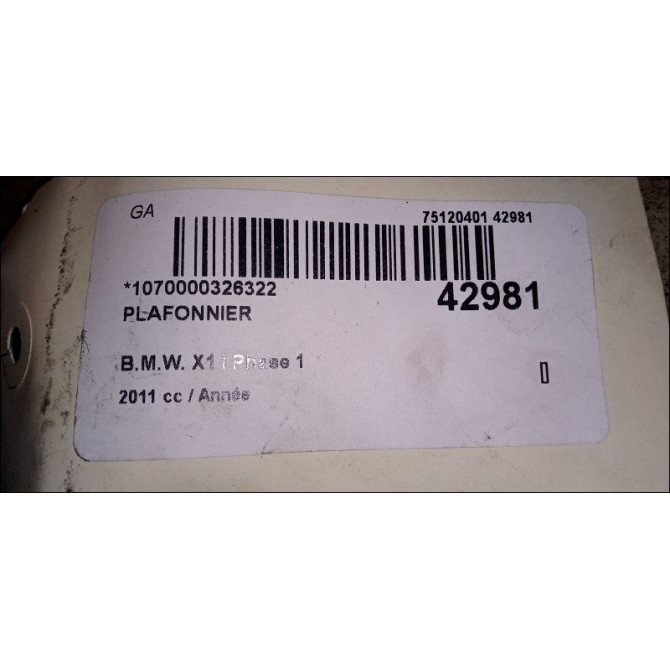 GA
75120401 42981
*1070000326322
42981
PLAFONNIER
B.M.W. X1 I Phase 1
2011 cc / Année